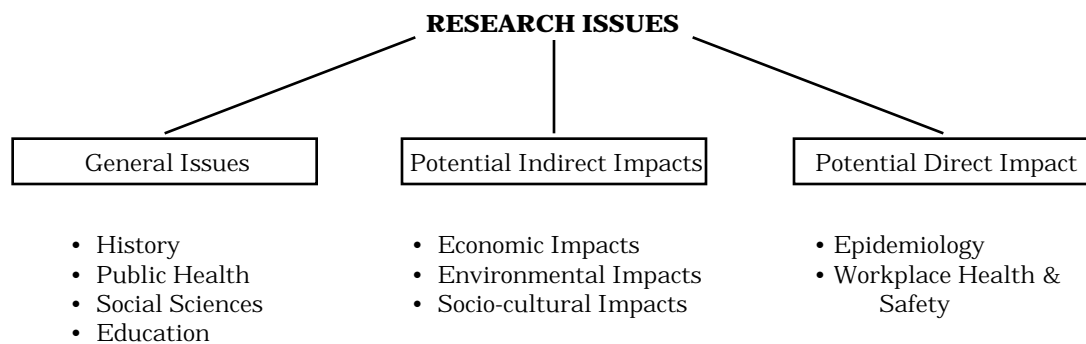 RESEARCH ISSUES
General Issues
• History
• Public Health
• Social Sciences
• Education
Potential Indirect Impacts
• Economic Impacts
• Environmental Impacts
• Socio-cultural Impacts
Potential Direct Impact
• Epidemiology
• Workplace Health &
Safety